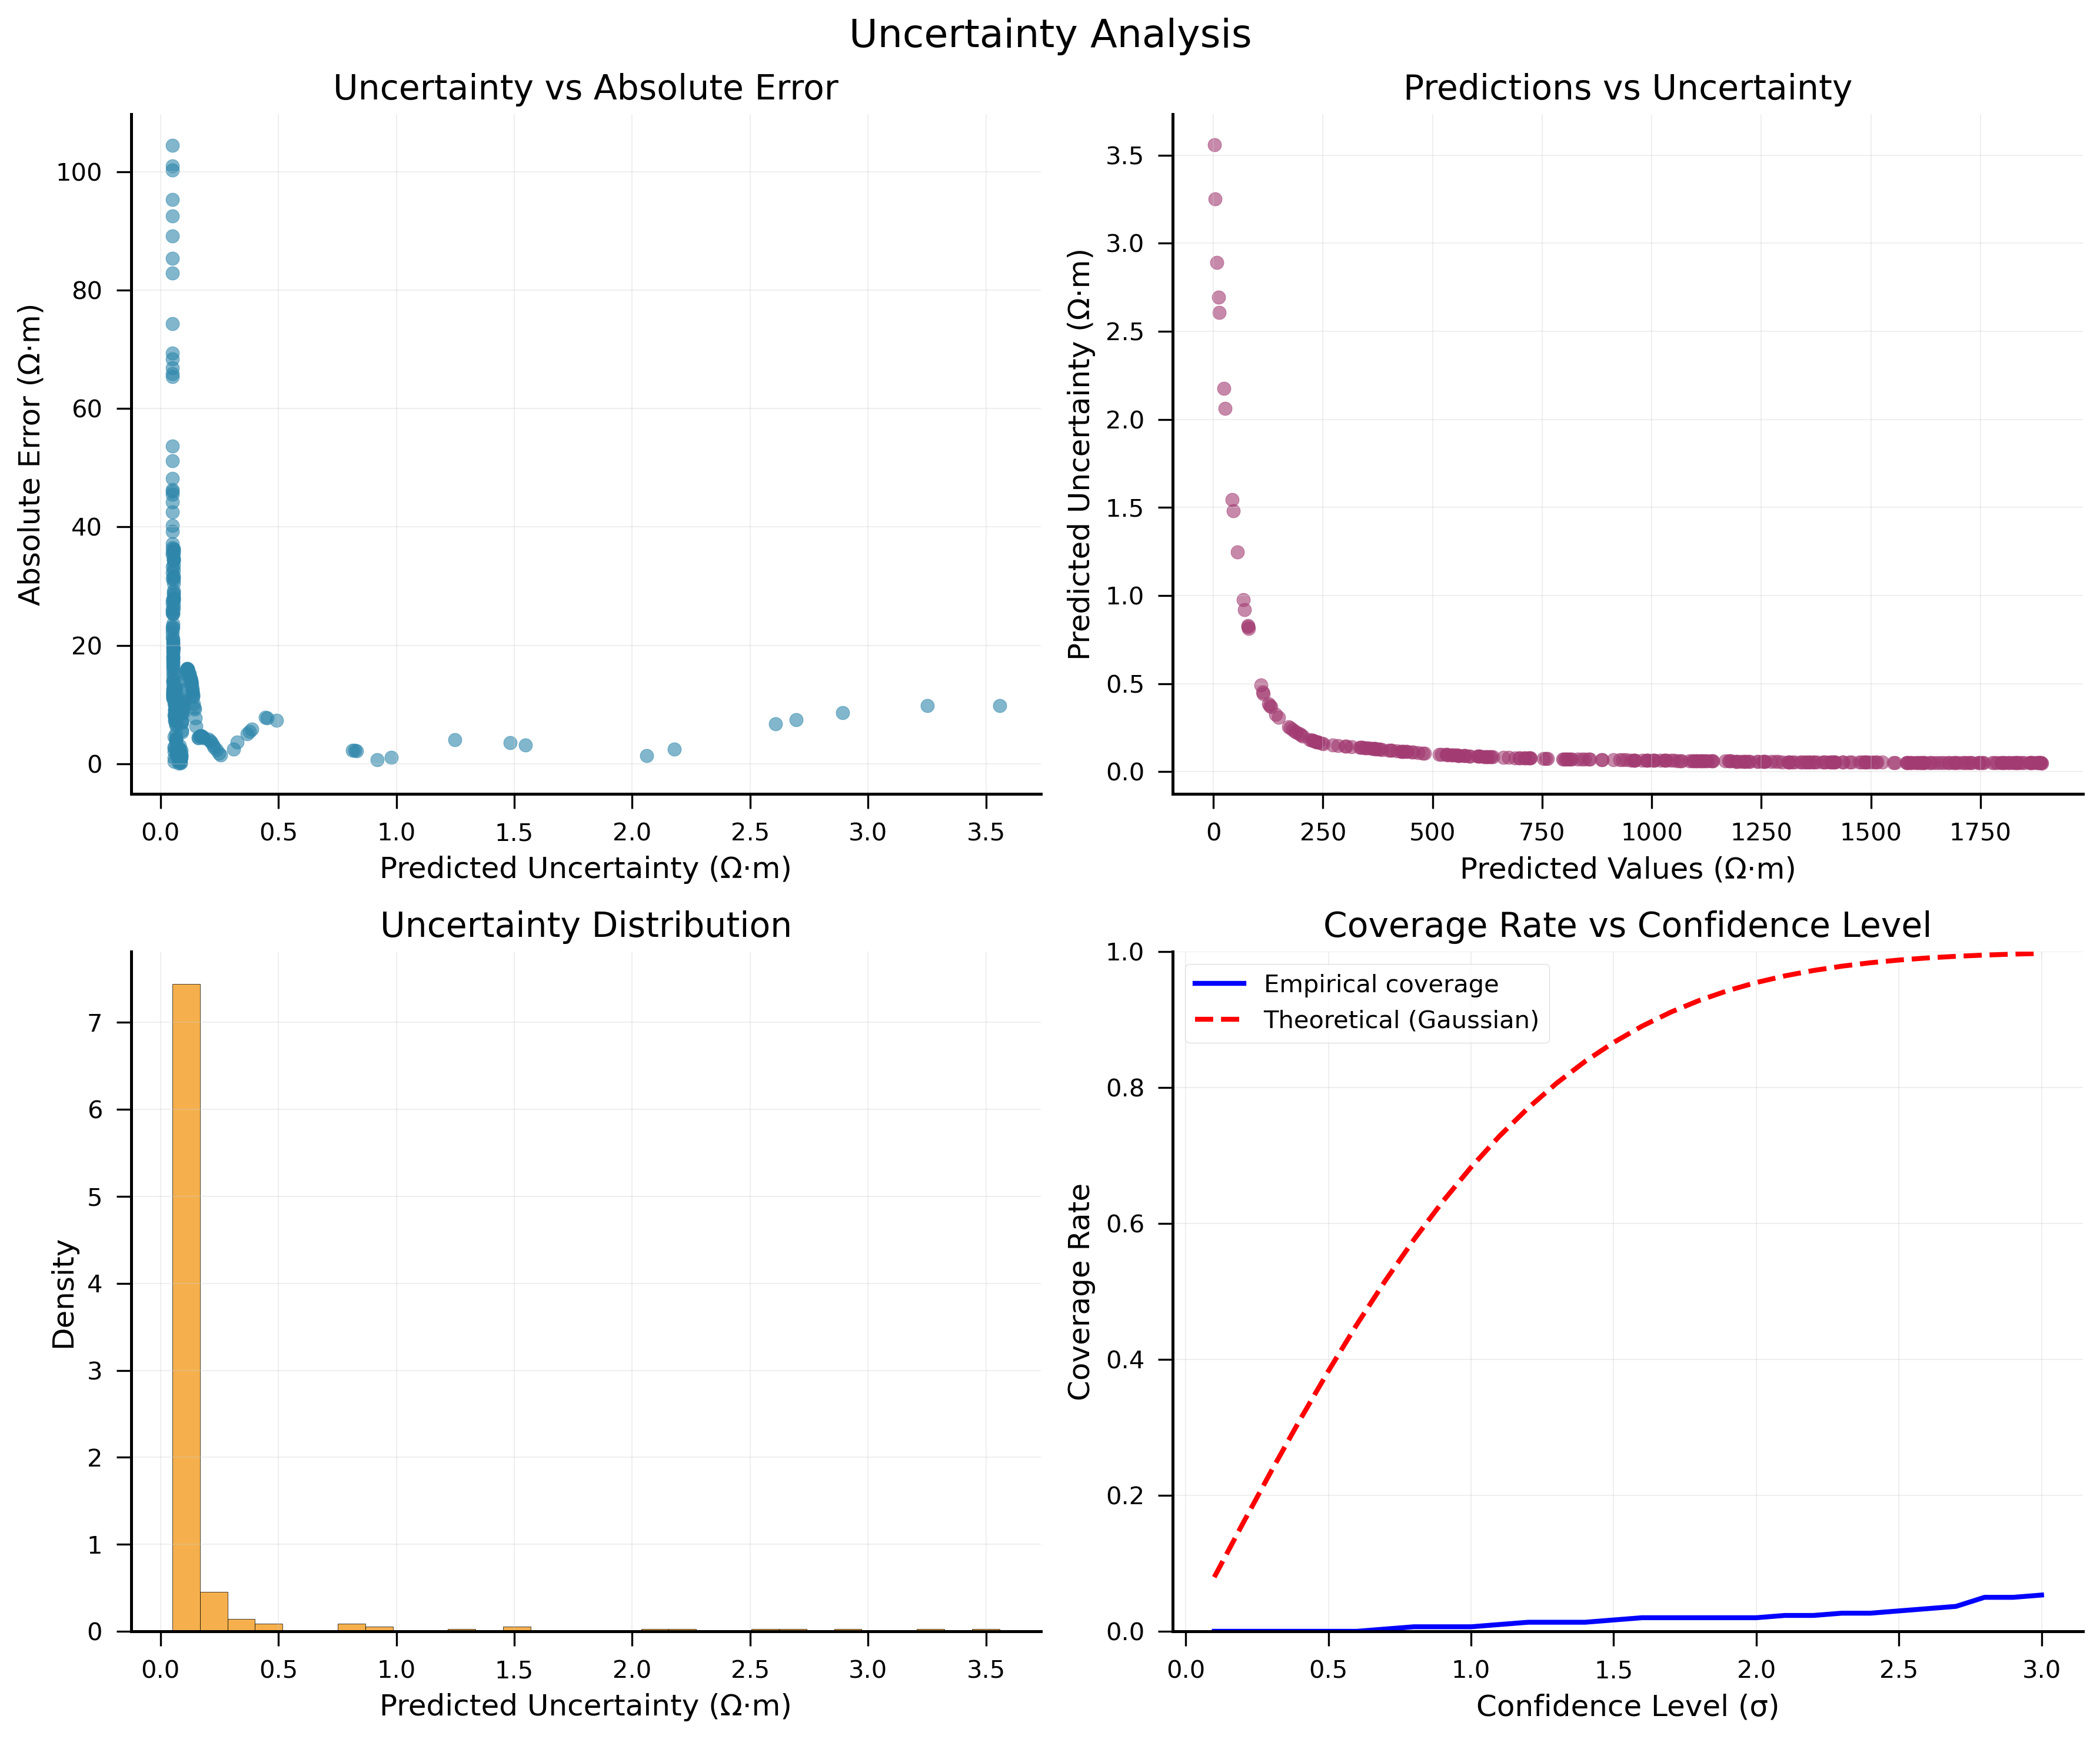 Uncertainty Analysis
Uncertainty vs Absolute Error
Absolute Error (Ω·m)
100
80
60
40
20
0
0.0 0.5 1.0 1.5 2.0 2.5 3.0 3.5
Predicted Uncertainty (Ω·m)
Predictions vs Uncertainty
Predicted Uncertainty (Ω·m)
3.5
3.0
2.5
2.0
1.5
1.0
0.5
0.0
0 250 500 750 1000 1250 1500 1750
Predicted Values (Ω·m)
Uncertainty Distribution
Density
7
6
5
4
3
2
1
0
0.0 0.5 1.0 1.5 2.0 2.5 3.0 3.5
Predicted Uncertainty (Ω·m)
Coverage Rate vs Confidence Level
Coverage Rate
1.0
0.8
0.6
0.4
0.2
0.0
Empirical coverage
Theoretical (Gaussian)
0.0 0.5 1.0 1.5 2.0 2.5 3.0
Confidence Level (σ)